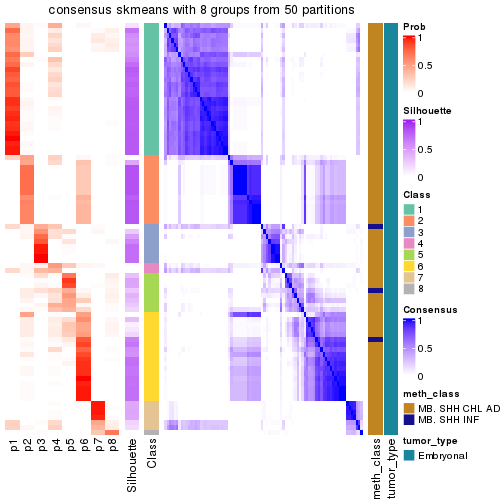 consensus skmeans with 8 groups from 50 partitions
p1
p2
p3
p4
p5
p6
p7
p8
Silhouette
Class
meth_class
tumor_type
Prob
1
0.5
0
Silhouette
1
0.5
0
Class
1
2
3
4
5
6
7
8
Consensus
1
0.5
0
meth_class
MB. SHH CHL AD
MB. SHH INF
tumor_type
Embryonal